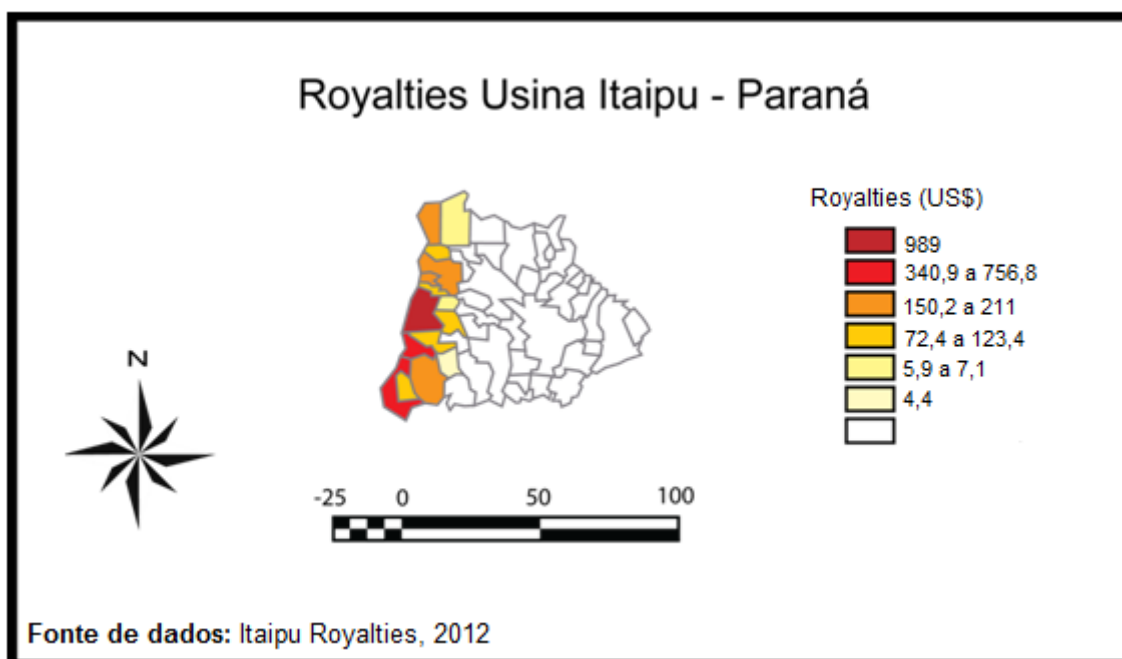 Royalties Usina Itaipu - Paraná
Royalties (US$)
989
340,9 a 756,8
150,2 a 211
72,4 a 123,4
5,9 a 7,1
4,4
N
-25 0 50 100
Fonte de dados: Itaipu Royalties, 2012